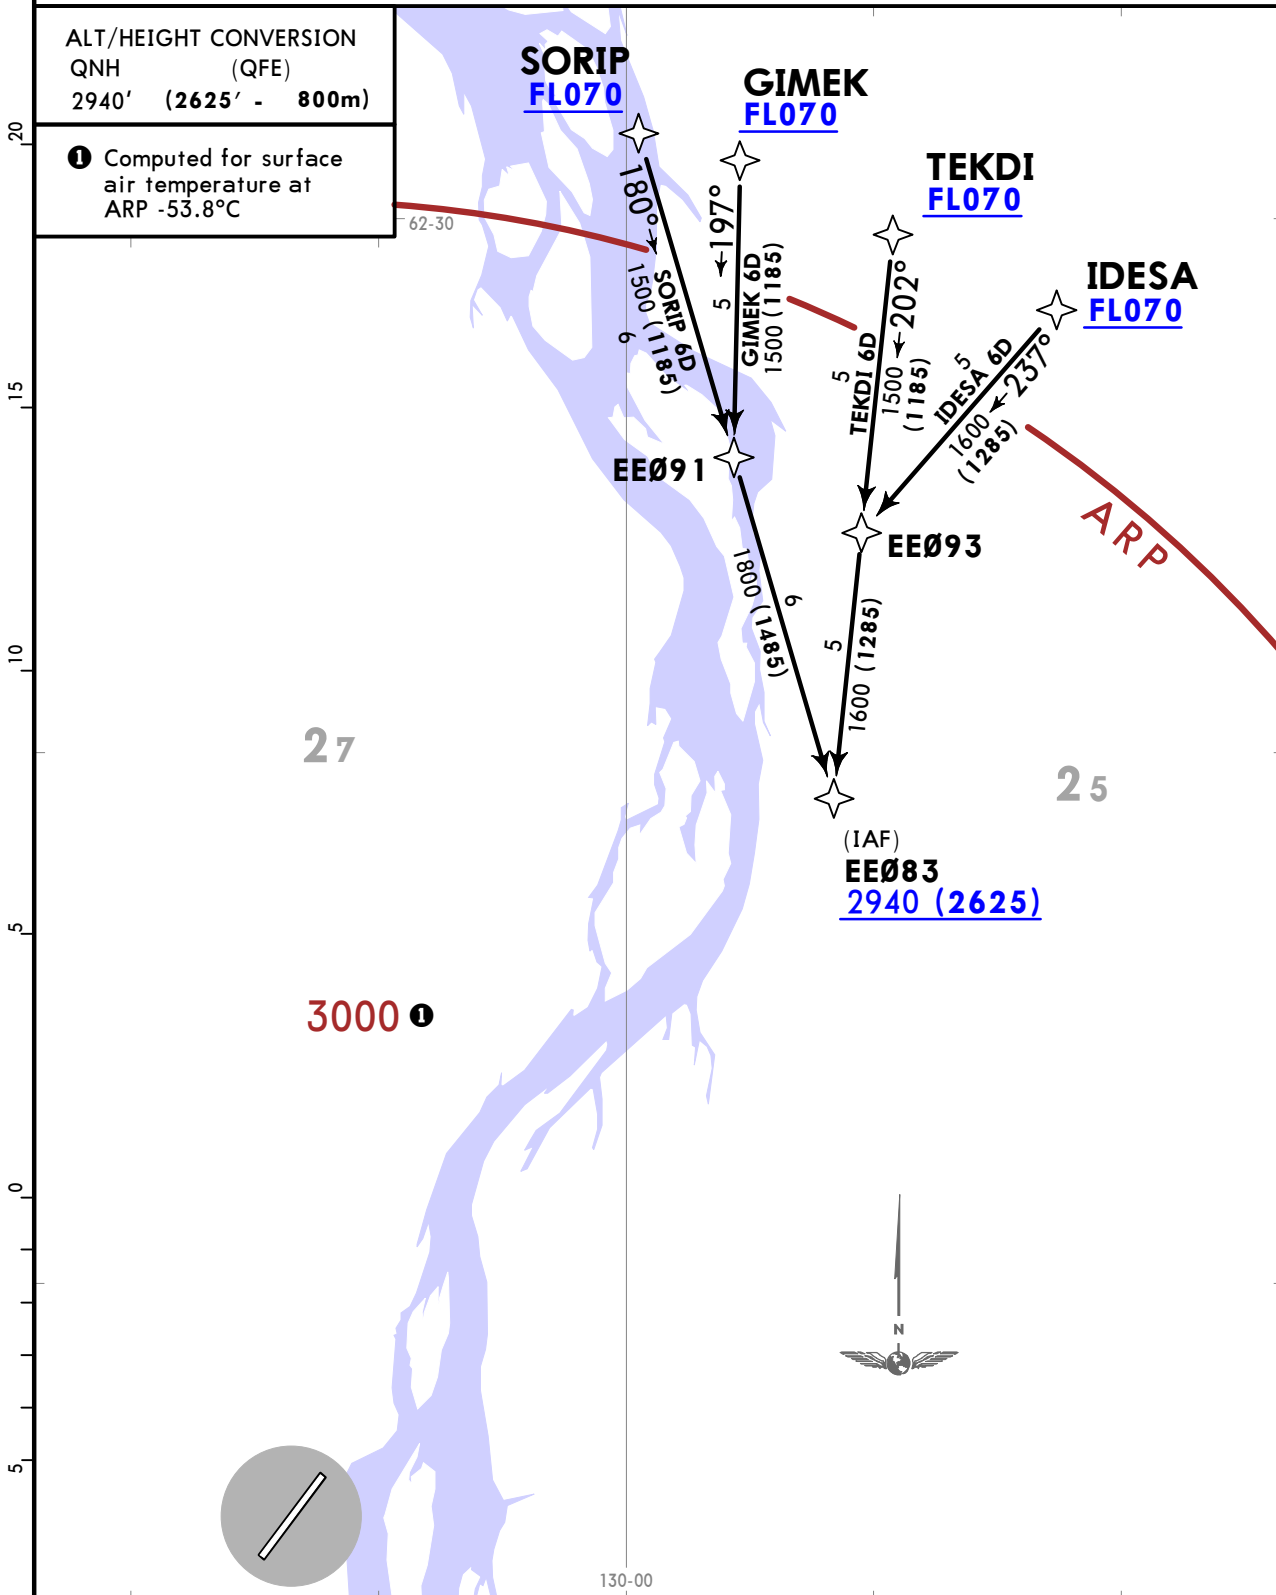 ALT/HEIGHT CONVERSION
QNH (QFE)
2940' (2625' - 800m)
❶ Computed for surface
air temperature at
ARP -53.8°C
SORIP
FL070
GIMEK
FL070
TEKDI
FL070
IDESA
FL070
62-30
180°
SORIP 6D
1500 (1185)
6
197°
5
GIMEK 6D
1500 (1185)
202°
5
TEKDI 6D
1500
(1185)
237°
5
IDESA 6D
1600
(1285)
ARP
EEØ91
EEØ93
1800 (1485)
6
5
1600 (1285)
27
25
(IAF)
EEØ83
2940 (2625)
3000 ❶
N
130-00
20
15
10
5
0
5